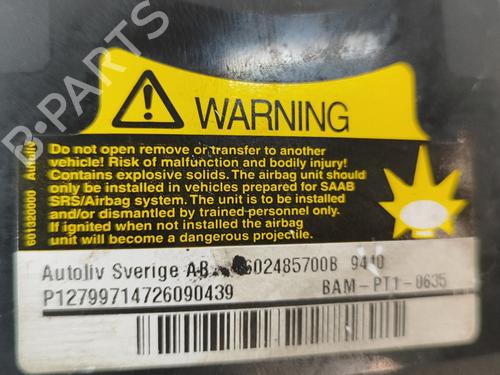 B-PARTS
WARNING
Do not open remove or transfer to another
vehicle! Risk of malfunction and bodily injury!
Contains explosive solids. The airbag unit should
only be installed in vehicles prepared for SAAB
SRS/Airbag system. The unit is to be installed
and/or dismantled by trained personnel only.
If ignited when not installed the airbag
unit will become a dangerous projectile.
601320000 Autoliv
Autoliv Sverige AB 602485700B 9440
P12799714726090439 BAM-PT1-0635